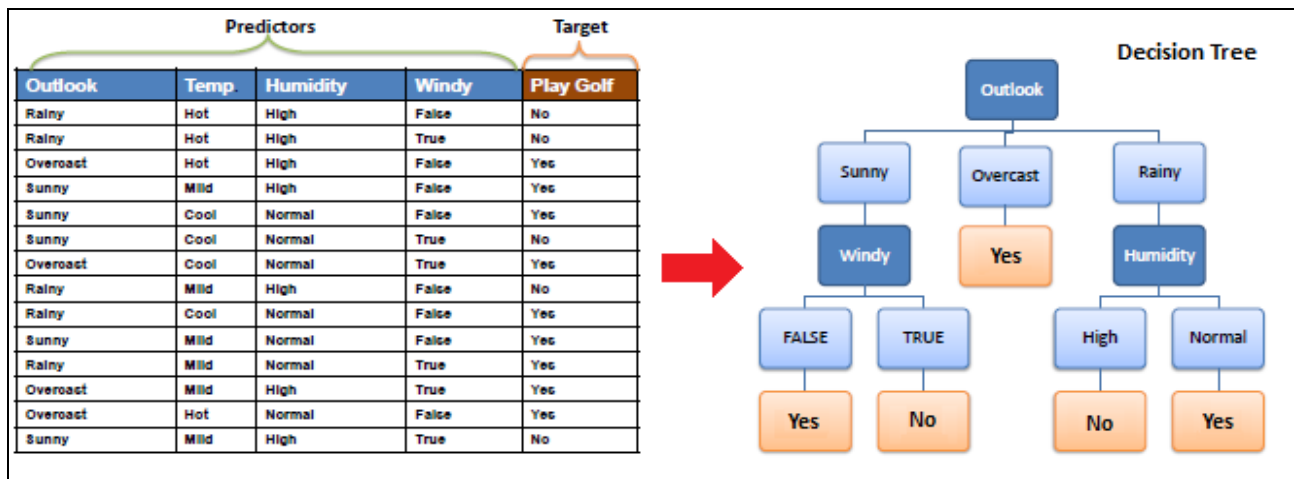 Predictors Target
Outlook Temp. Humidity Windy Play Golf
Rainy Hot High False No
Rainy Hot High True No
Overcast Hot High False Yes
Sunny Mild High False Yes
Sunny Cool Normal False Yes
Sunny Cool Normal True No
Overcast Cool Normal True Yes
Rainy Mild High False No
Rainy Cool Normal False Yes
Sunny Mild Normal False Yes
Rainy Mild Normal True Yes
Overcast Mild High True Yes
Overcast Hot Normal False Yes
Sunny Mild High True No
Decision Tree
Outlook
Sunny Overcast Rainy
Windy Yes Humidity
FALSE TRUE High Normal
Yes No No Yes